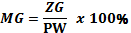 MG = ZG / PW x 100%